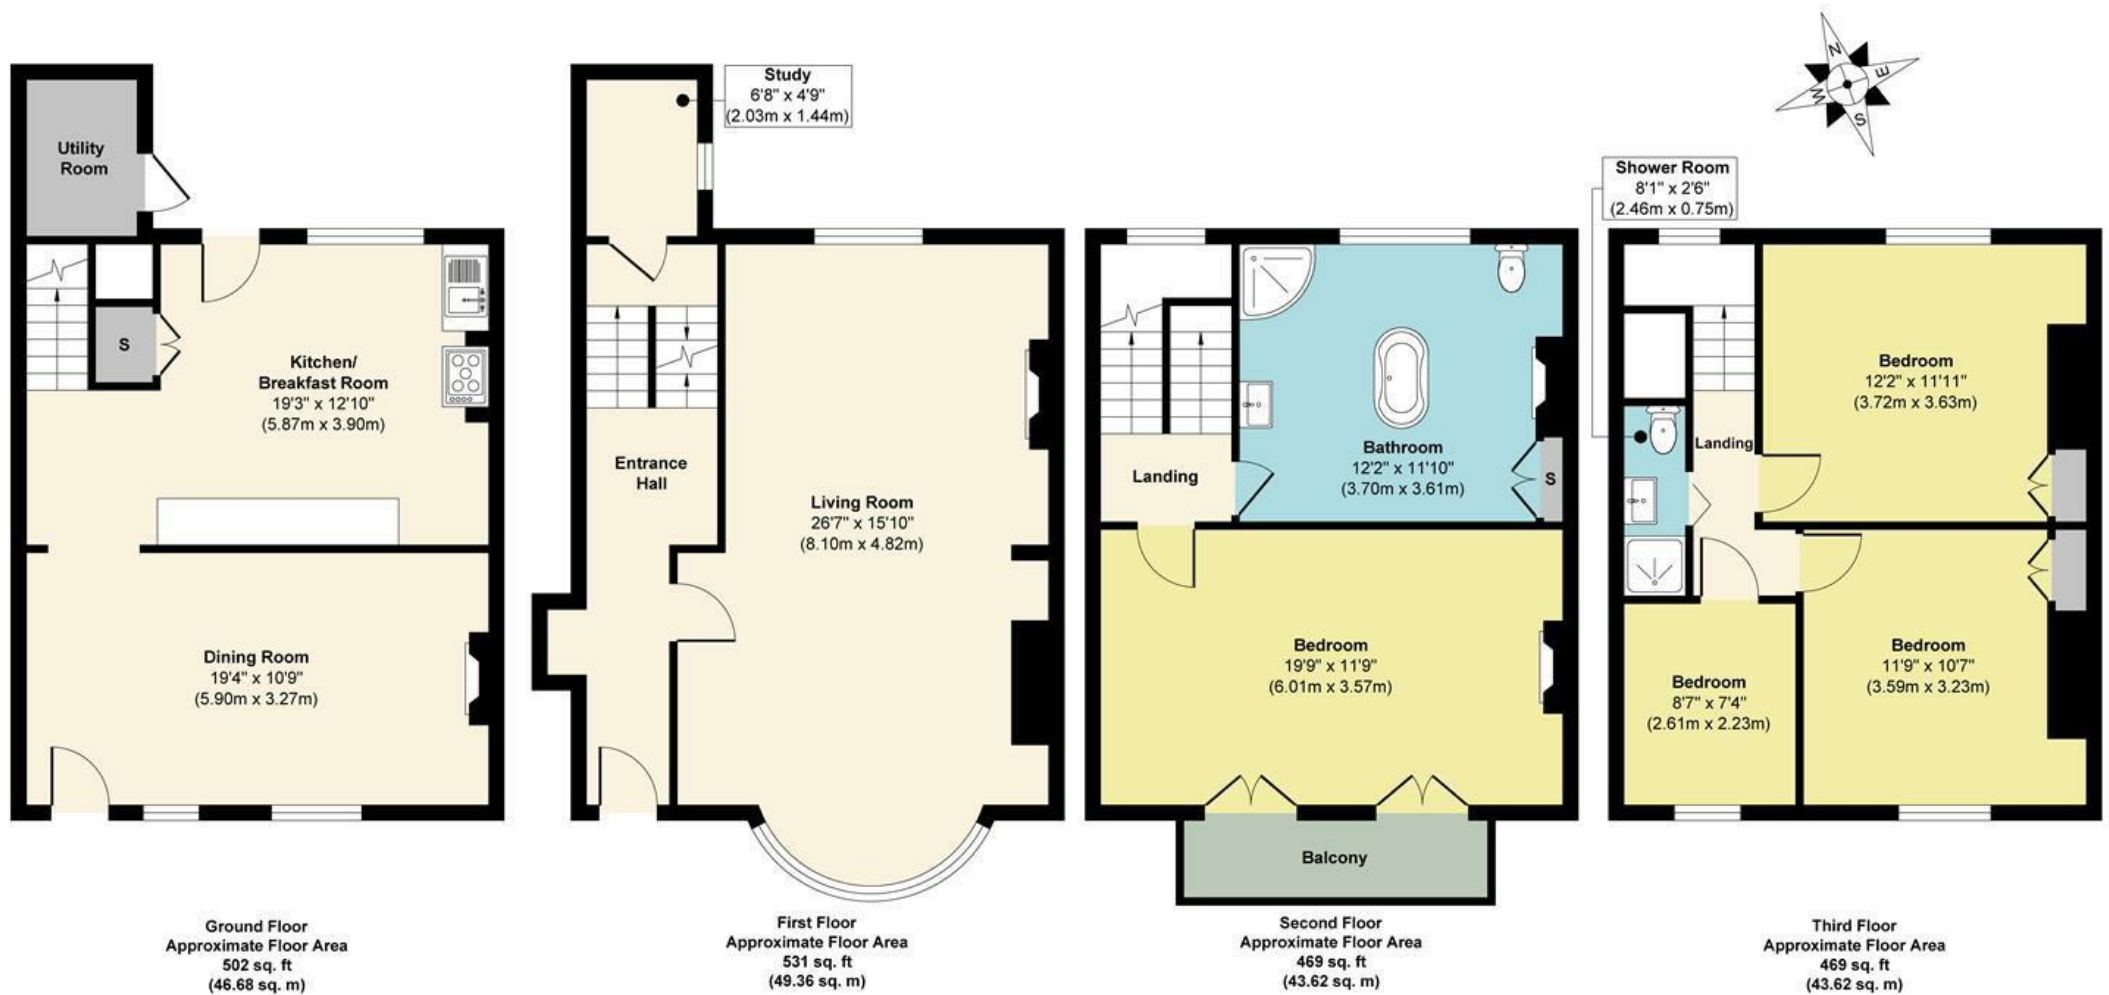 Utility
Room
S
Kitchen/
Breakfast Room
19'3" x 12'10"
(5.87m x 3.90m)
Dining Room
19'4" x 10'9"
(5.90m x 3.27m)
Ground Floor
Approximate Floor Area
502 sq. ft
(46.68 sq. m)
Study
6'8" x 4'9"
(2.03m x 1.44m)
Entrance
Hall
Living Room
26'7" x 15'10"
(8.10m x 4.82m)
First Floor
Approximate Floor Area
531 sq. ft
(49.36 sq. m)
Landing
Bathroom
12'2" x 11'10"
(3.70m x 3.61m)
S
Bedroom
19'9" x 11'9"
(6.01m x 3.57m)
Balcony
Second Floor
Approximate Floor Area
469 sq. ft
(43.62 sq. m)
N
E
W
S
Shower Room
8'1" x 2'6"
(2.46m x 0.75m)
Bedroom
12'2" x 11'11"
(3.72m x 3.63m)
Landing
Bedroom
11'9" x 10'7"
(3.59m x 3.23m)
Bedroom
8'7" x 7'4"
(2.61m x 2.23m)
Third Floor
Approximate Floor Area
469 sq. ft
(43.62 sq. m)